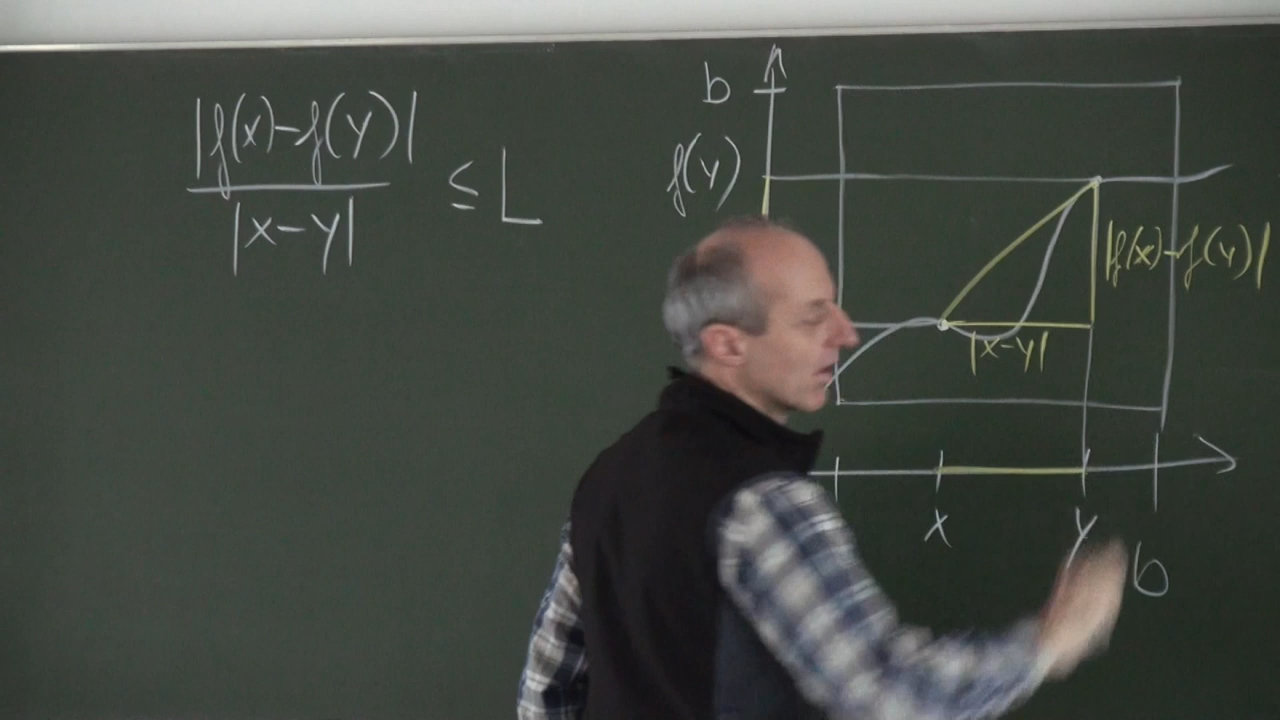 |f(x)-f(y)|
|x-y|
≤ L
b
f(y)
|f(x)-f(y)|
|x-y|
x
y
b